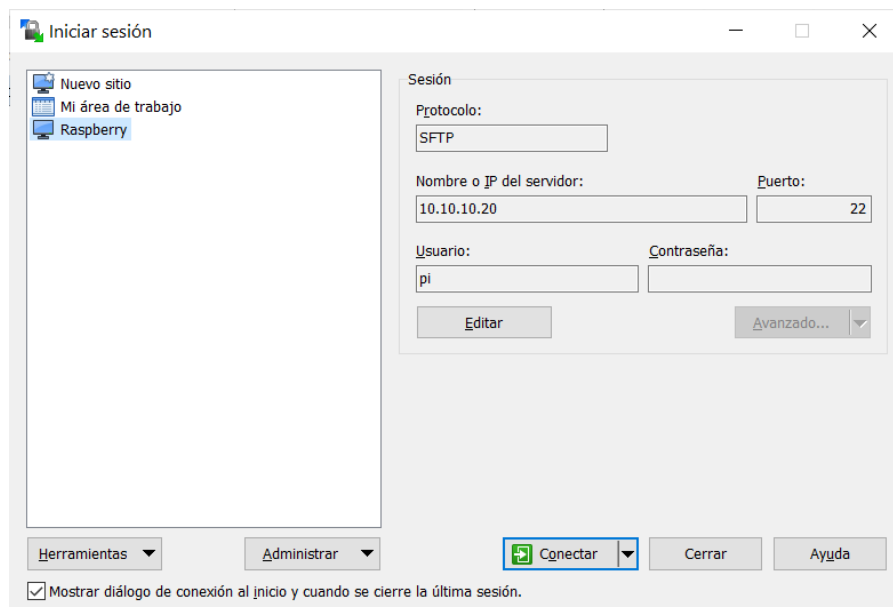 Iniciar sesión
Nuevo sitio
Mi área de trabajo
Raspberry
Sesión
Protocolo:
SFTP
Nombre o IP del servidor:
Puerto:
10.10.10.20
22
Usuario:
Contraseña:
pi
Editar
Avanzado...
Herramientas
Administrar
Conectar
Cerrar
Ayuda
Mostrar diálogo de conexión al inicio y cuando se cierre la última sesión.